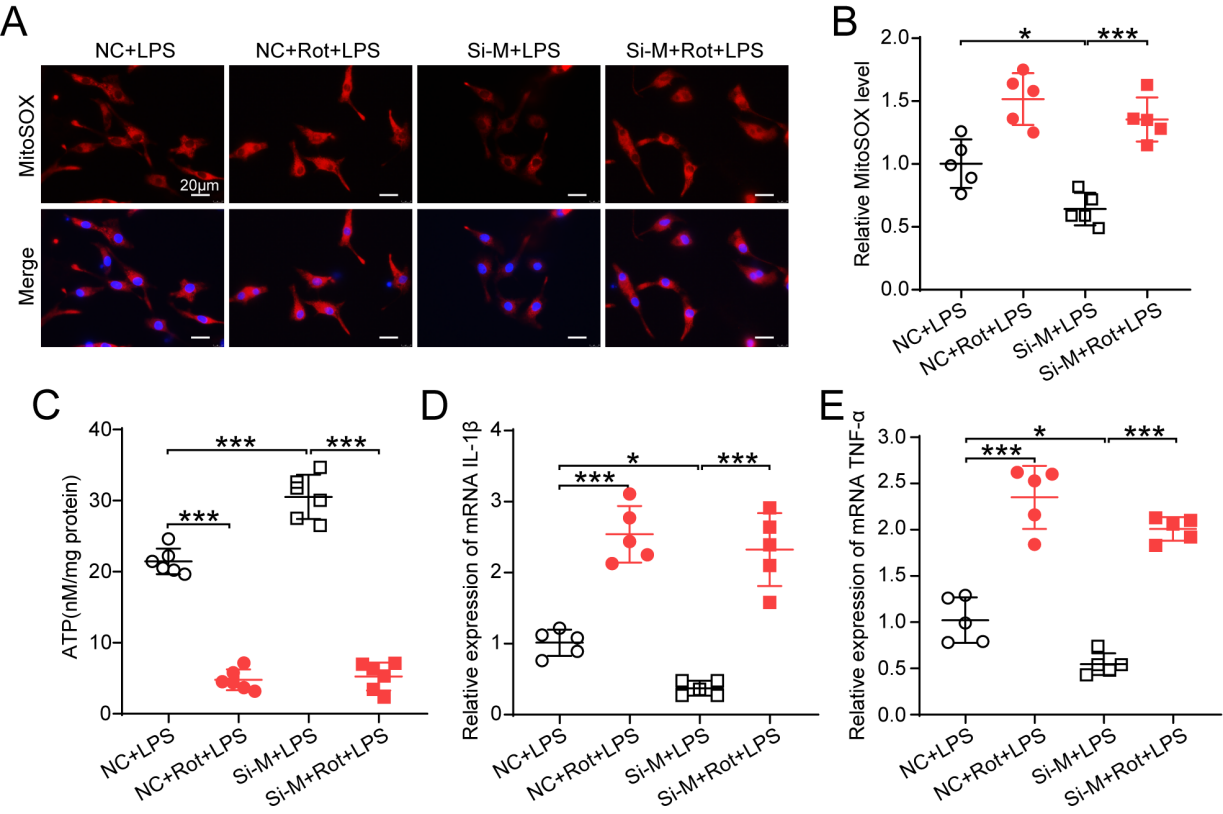 A
NC+LPS
NC+Rot+LPS
Si-M+LPS
Si-M+Rot+LPS
MitoSOX
20μm
Merge
B
Relative MitoSOX level
2.0
1.5
1.0
0.5
0.0
*
***
NC+LPS
NC+Rot+LPS
Si-M+LPS
Si-M+Rot+LPS
C
ATP(nM/mg protein)
40
30
20
10
0
***
***
***
NC+LPS
NC+Rot+LPS
Si-M+LPS
Si-M+Rot+LPS
D
Relative expression of mRNA IL-1β
4
3
2
1
0
*
***
***
NC+LPS
NC+Rot+LPS
Si-M+LPS
Si-M+Rot+LPS
E
Relative expression of mRNA TNF-α
3.0
2.5
2.0
1.5
1.0
0.5
0.0
*
***
***
NC+LPS
NC+Rot+LPS
Si-M+LPS
Si-M+Rot+LPS